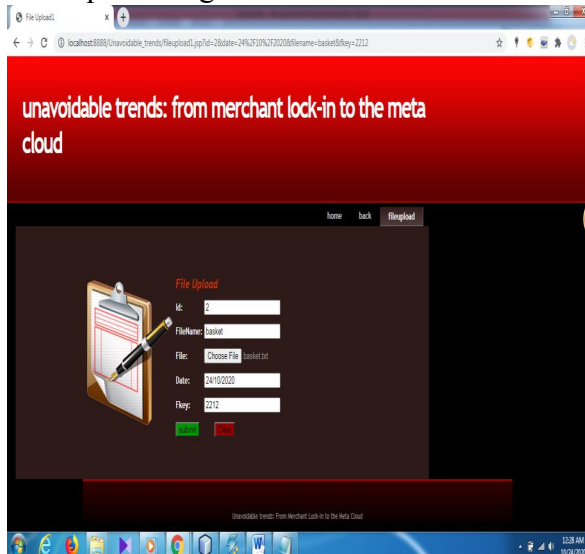 File Upload1
localhost:8888/Unavoidable_trends/fileupload1.jsp?id=2&date=24%2F10%2F2020&filename=basket&fkey=2212
unavoidable trends: from merchant lock-in to the meta
cloud
home back fileupload
File Upload
Id: 2
FileName: basket
File: Choose File basket.txt
Date: 24/10/2020
Fkey: 2212
submit Clear
Unavoidable trends: From Merchant Lock-in to the Meta Cloud
12:28 AM